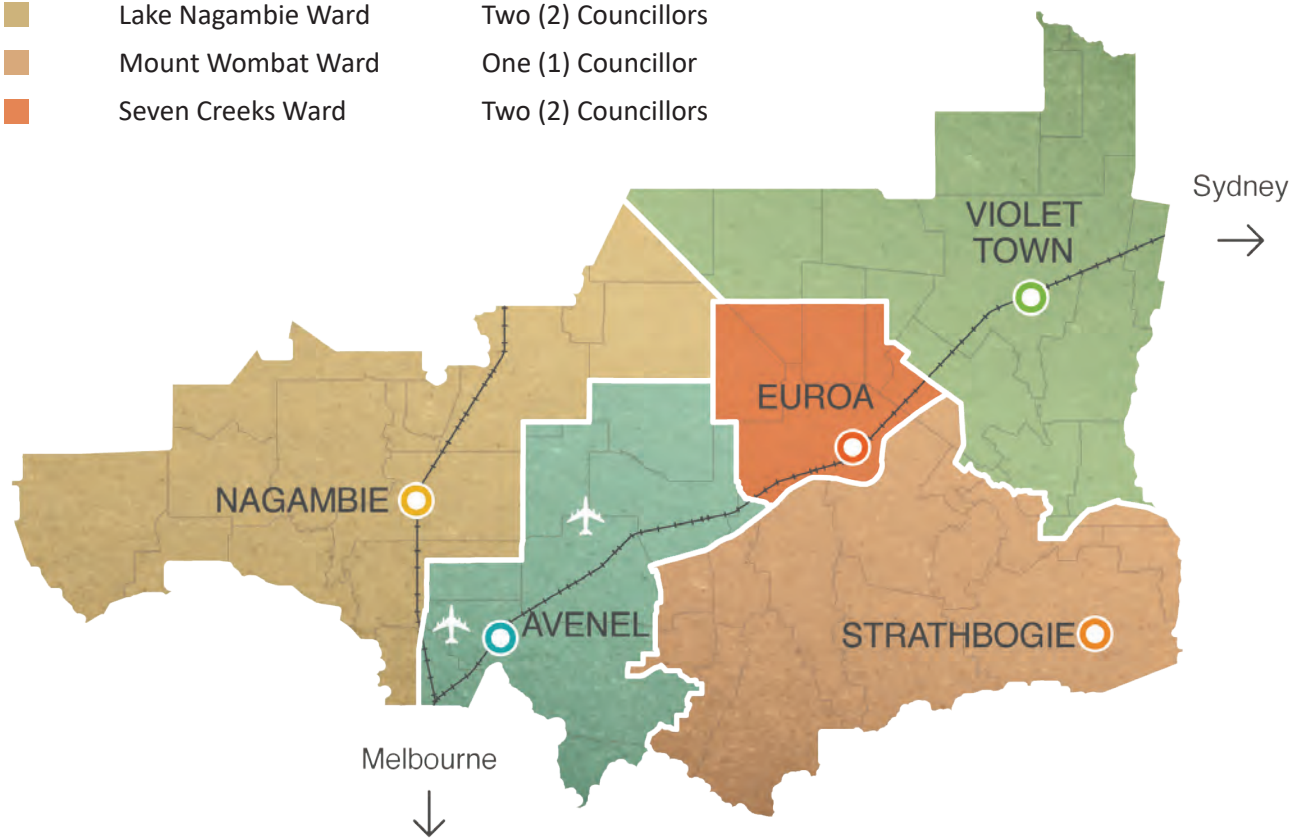 Lake Nagambie Ward Two (2) Councillors
Mount Wombat Ward One (1) Councillor
Seven Creeks Ward Two (2) Councillors
Sydney
VIOLET
TOWN
EUROA
NAGAMBIE
AVENEL
STRATHBOGIE
Melbourne